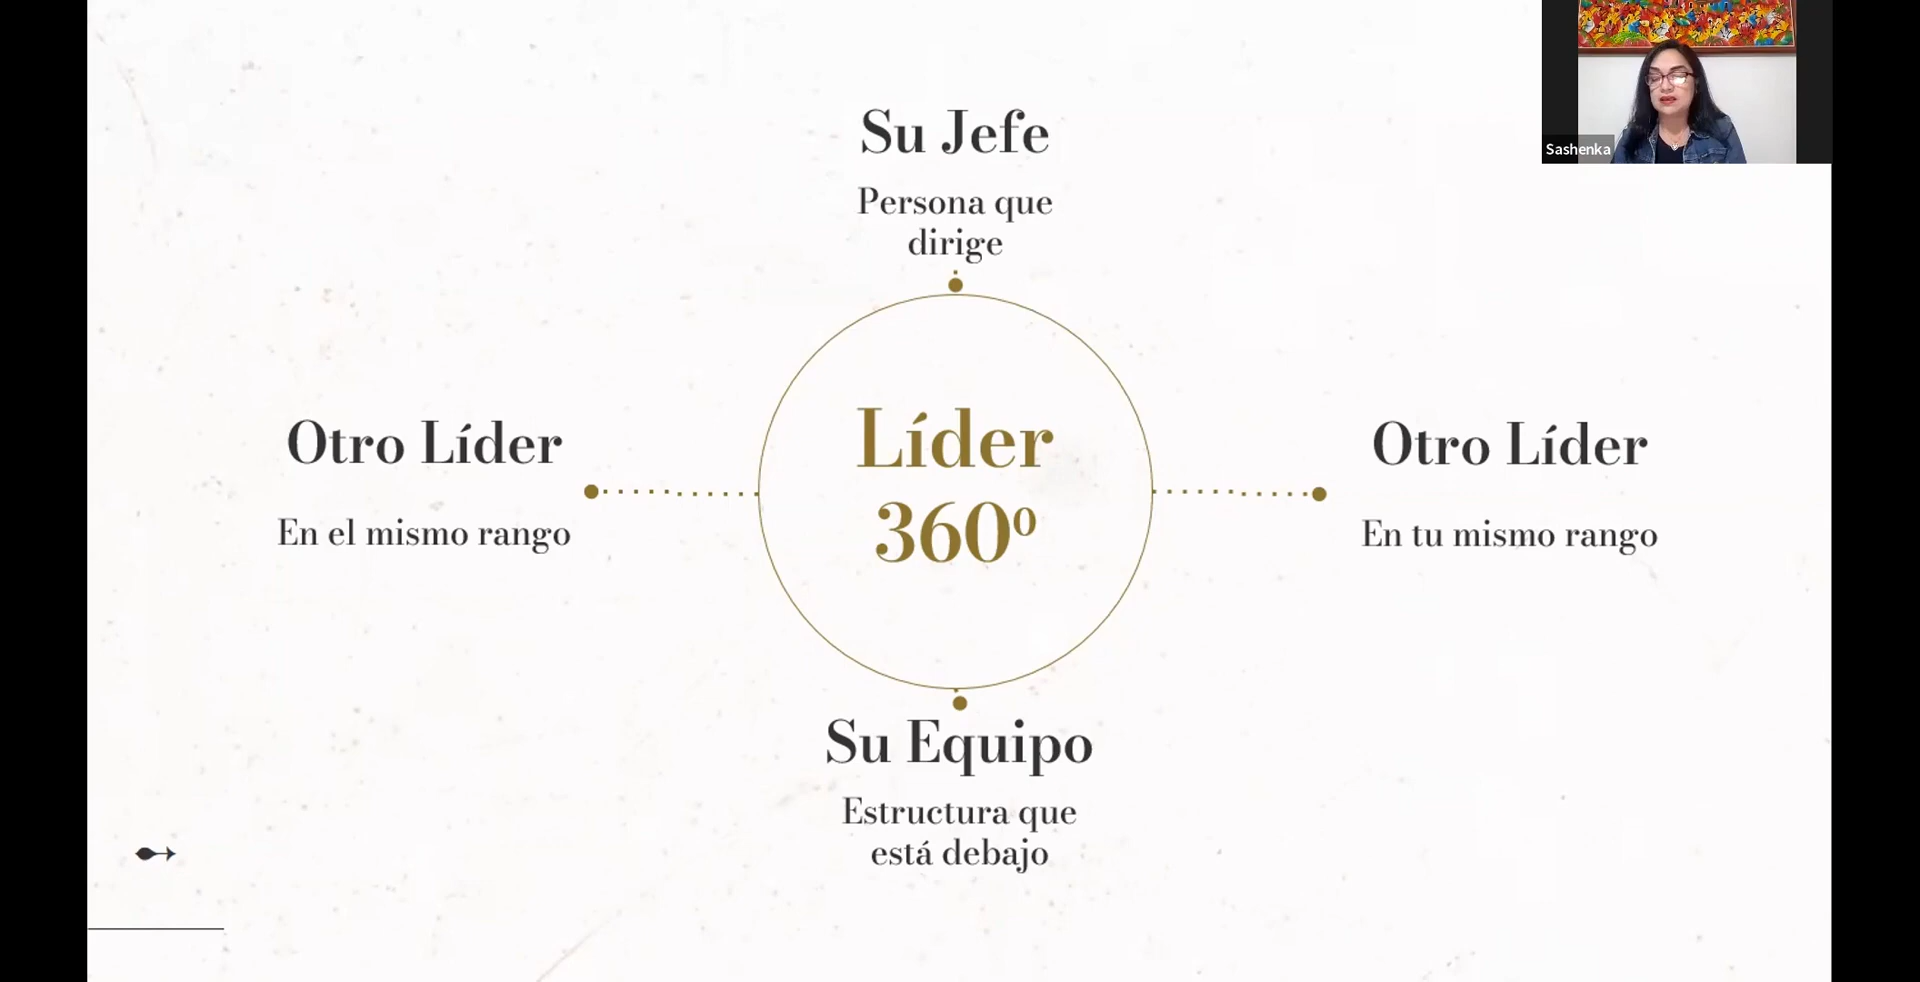 Su Jefe
Persona que
dirige
Sashenka
Otro Líder
En el mismo rango
Líder
360º
Otro Líder
En tu mismo rango
Su Equipo
Estructura que
está debajo